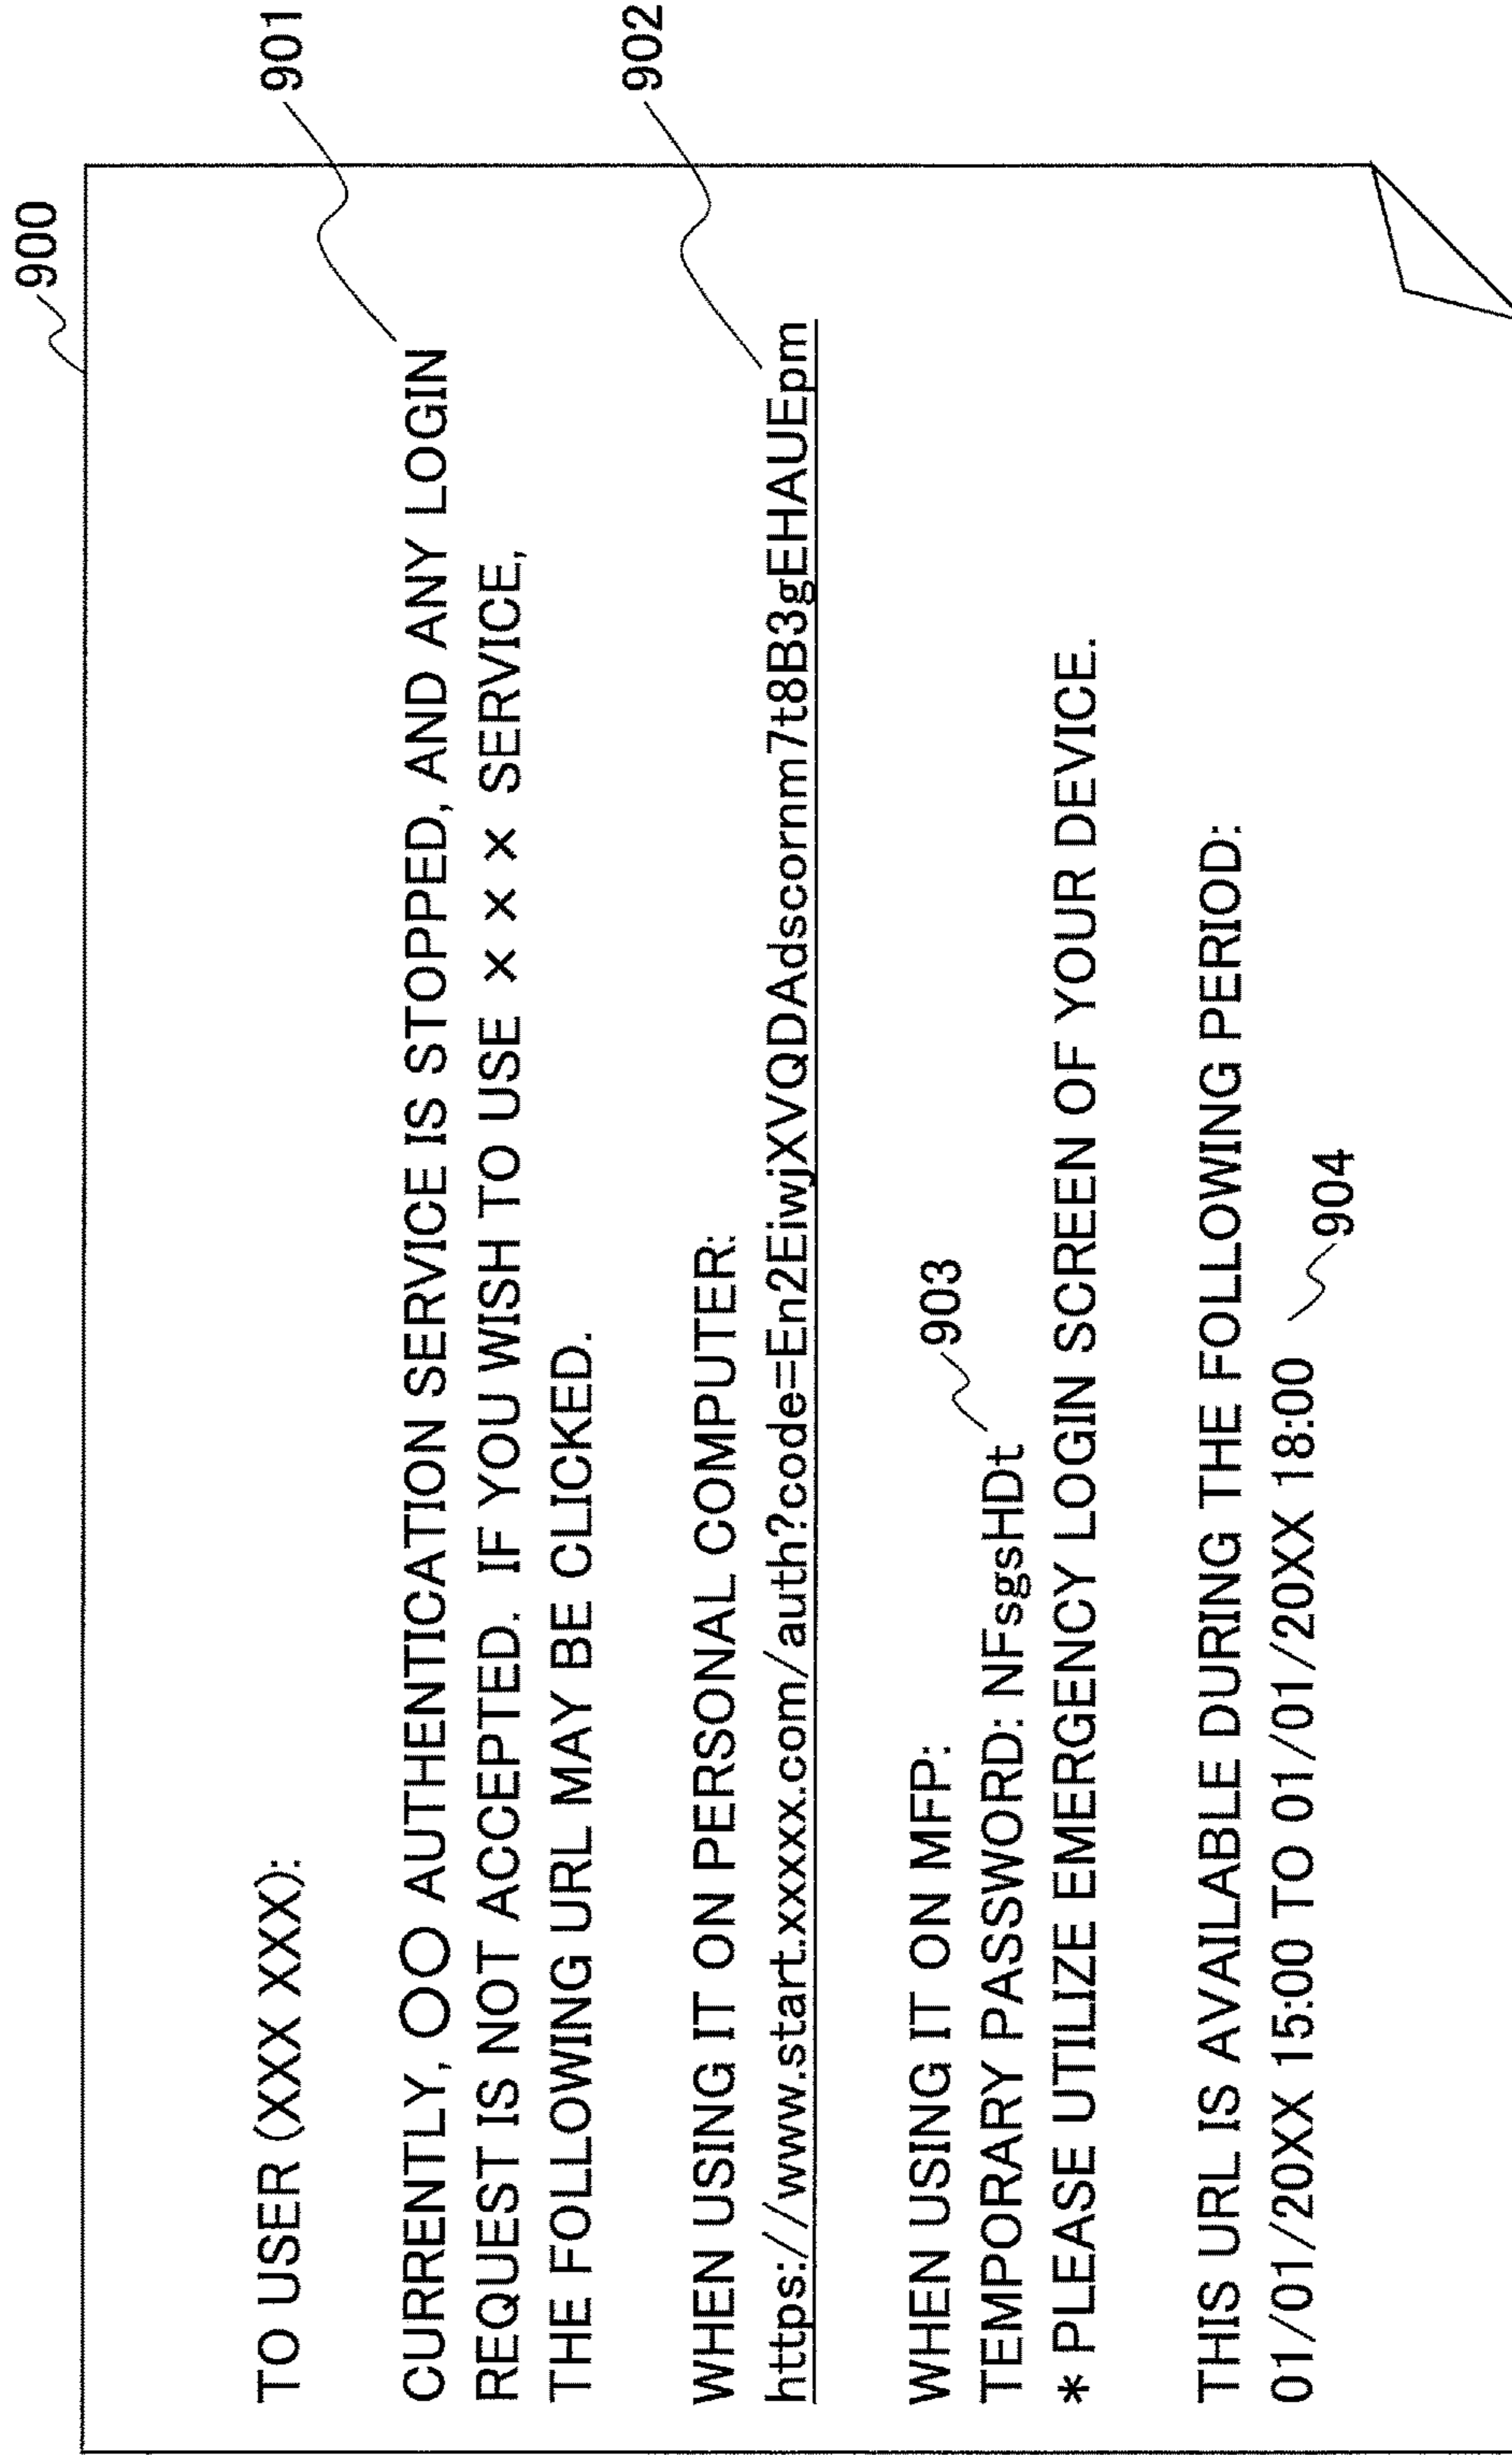 900
TO USER (XXX XXX):
901
CURRENTLY, ○○ AUTHENTICATION SERVICE IS STOPPED, AND ANY LOGIN
REQUEST IS NOT ACCEPTED. IF YOU WISH TO USE × × × SERVICE,
THE FOLLOWING URL MAY BE CLICKED.
WHEN USING IT ON PERSONAL COMPUTER:
902
https://www.start.xxxxx.com/auth?code=En2EiwjXVQDAdscornm7t8B3gEHAUEpm
WHEN USING IT ON MFP:
903
TEMPORARY PASSWORD: NFsgsHDt
* PLEASE UTILIZE EMERGENCY LOGIN SCREEN OF YOUR DEVICE.
THIS URL IS AVAILABLE DURING THE FOLLOWING PERIOD:
01/01/20XX 15:00 TO 01/01/20XX 18:00
904